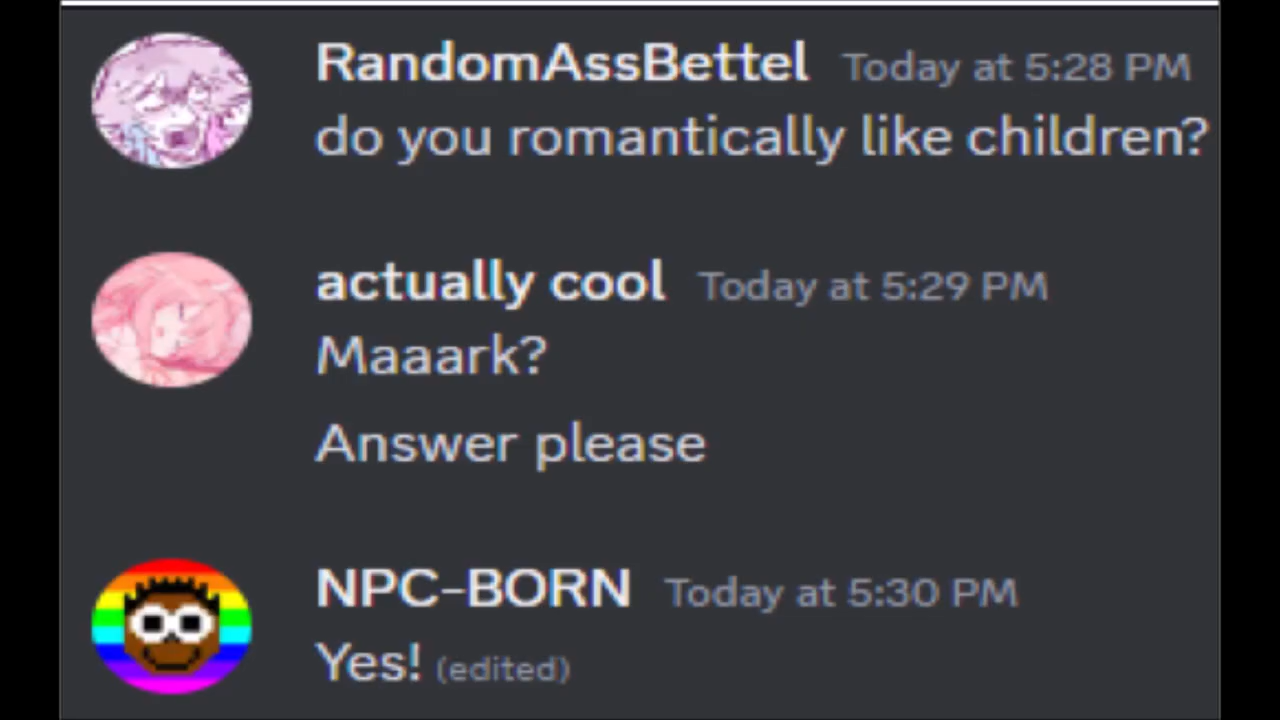 RandomAssBettel Today at 5:28 PM
do you romantically like children?
actually cool Today at 5:29 PM
Maaark?
Answer please
NPC-BORN Today at 5:30 PM
Yes! (edited)